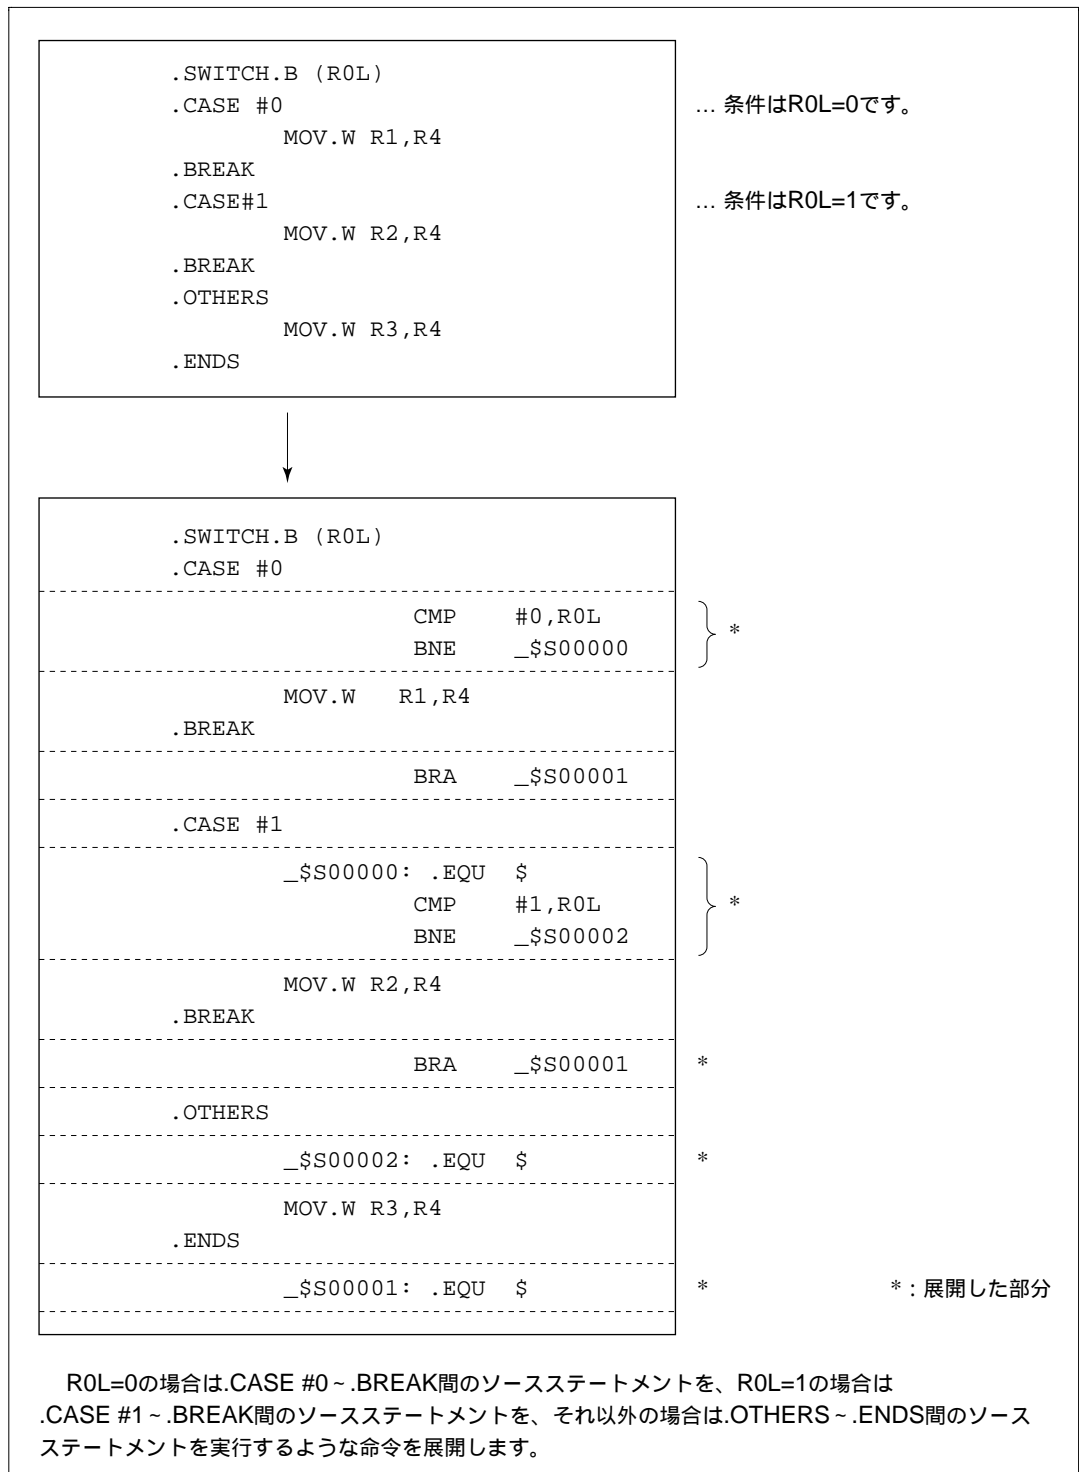 .SWITCH.B (R0L)
.CASE #0 … 条件はR0L=0です。
MOV.W R1,R4
.BREAK
.CASE#1 … 条件はR0L=1です。
MOV.W R2,R4
.BREAK
.OTHERS
MOV.W R3,R4
.ENDS
.SWITCH.B (R0L)
.CASE #0
CMP #0,R0L
BNE _$S00000 *
MOV.W R1,R4
.BREAK
BRA _$S00001
.CASE #1
_$S00000: .EQU $
CMP #1,R0L *
BNE _$S00002
MOV.W R2,R4
.BREAK
BRA _$S00001 *
.OTHERS
_$S00002: .EQU $ *
MOV.W R3,R4
.ENDS
_$S00001: .EQU $ * *:展開した部分
R0L=0の場合は.CASE #0~.BREAK間のソースステートメントを、R0L=1の場合は
.CASE #1~.BREAK間のソースステートメントを、それ以外の場合は.OTHERS~.ENDS間のソース
ステートメントを実行するような命令を展開します。